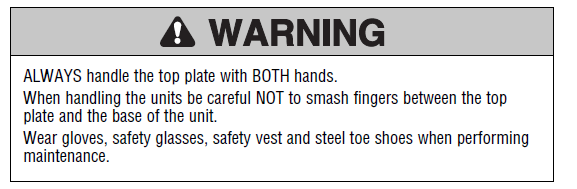 WARNING
ALWAYS handle the top plate with BOTH hands.
When handling the units be careful NOT to smash fingers between the top
plate and the base of the unit.
Wear gloves, safety glasses, safety vest and steel toe shoes when performing
maintenance.